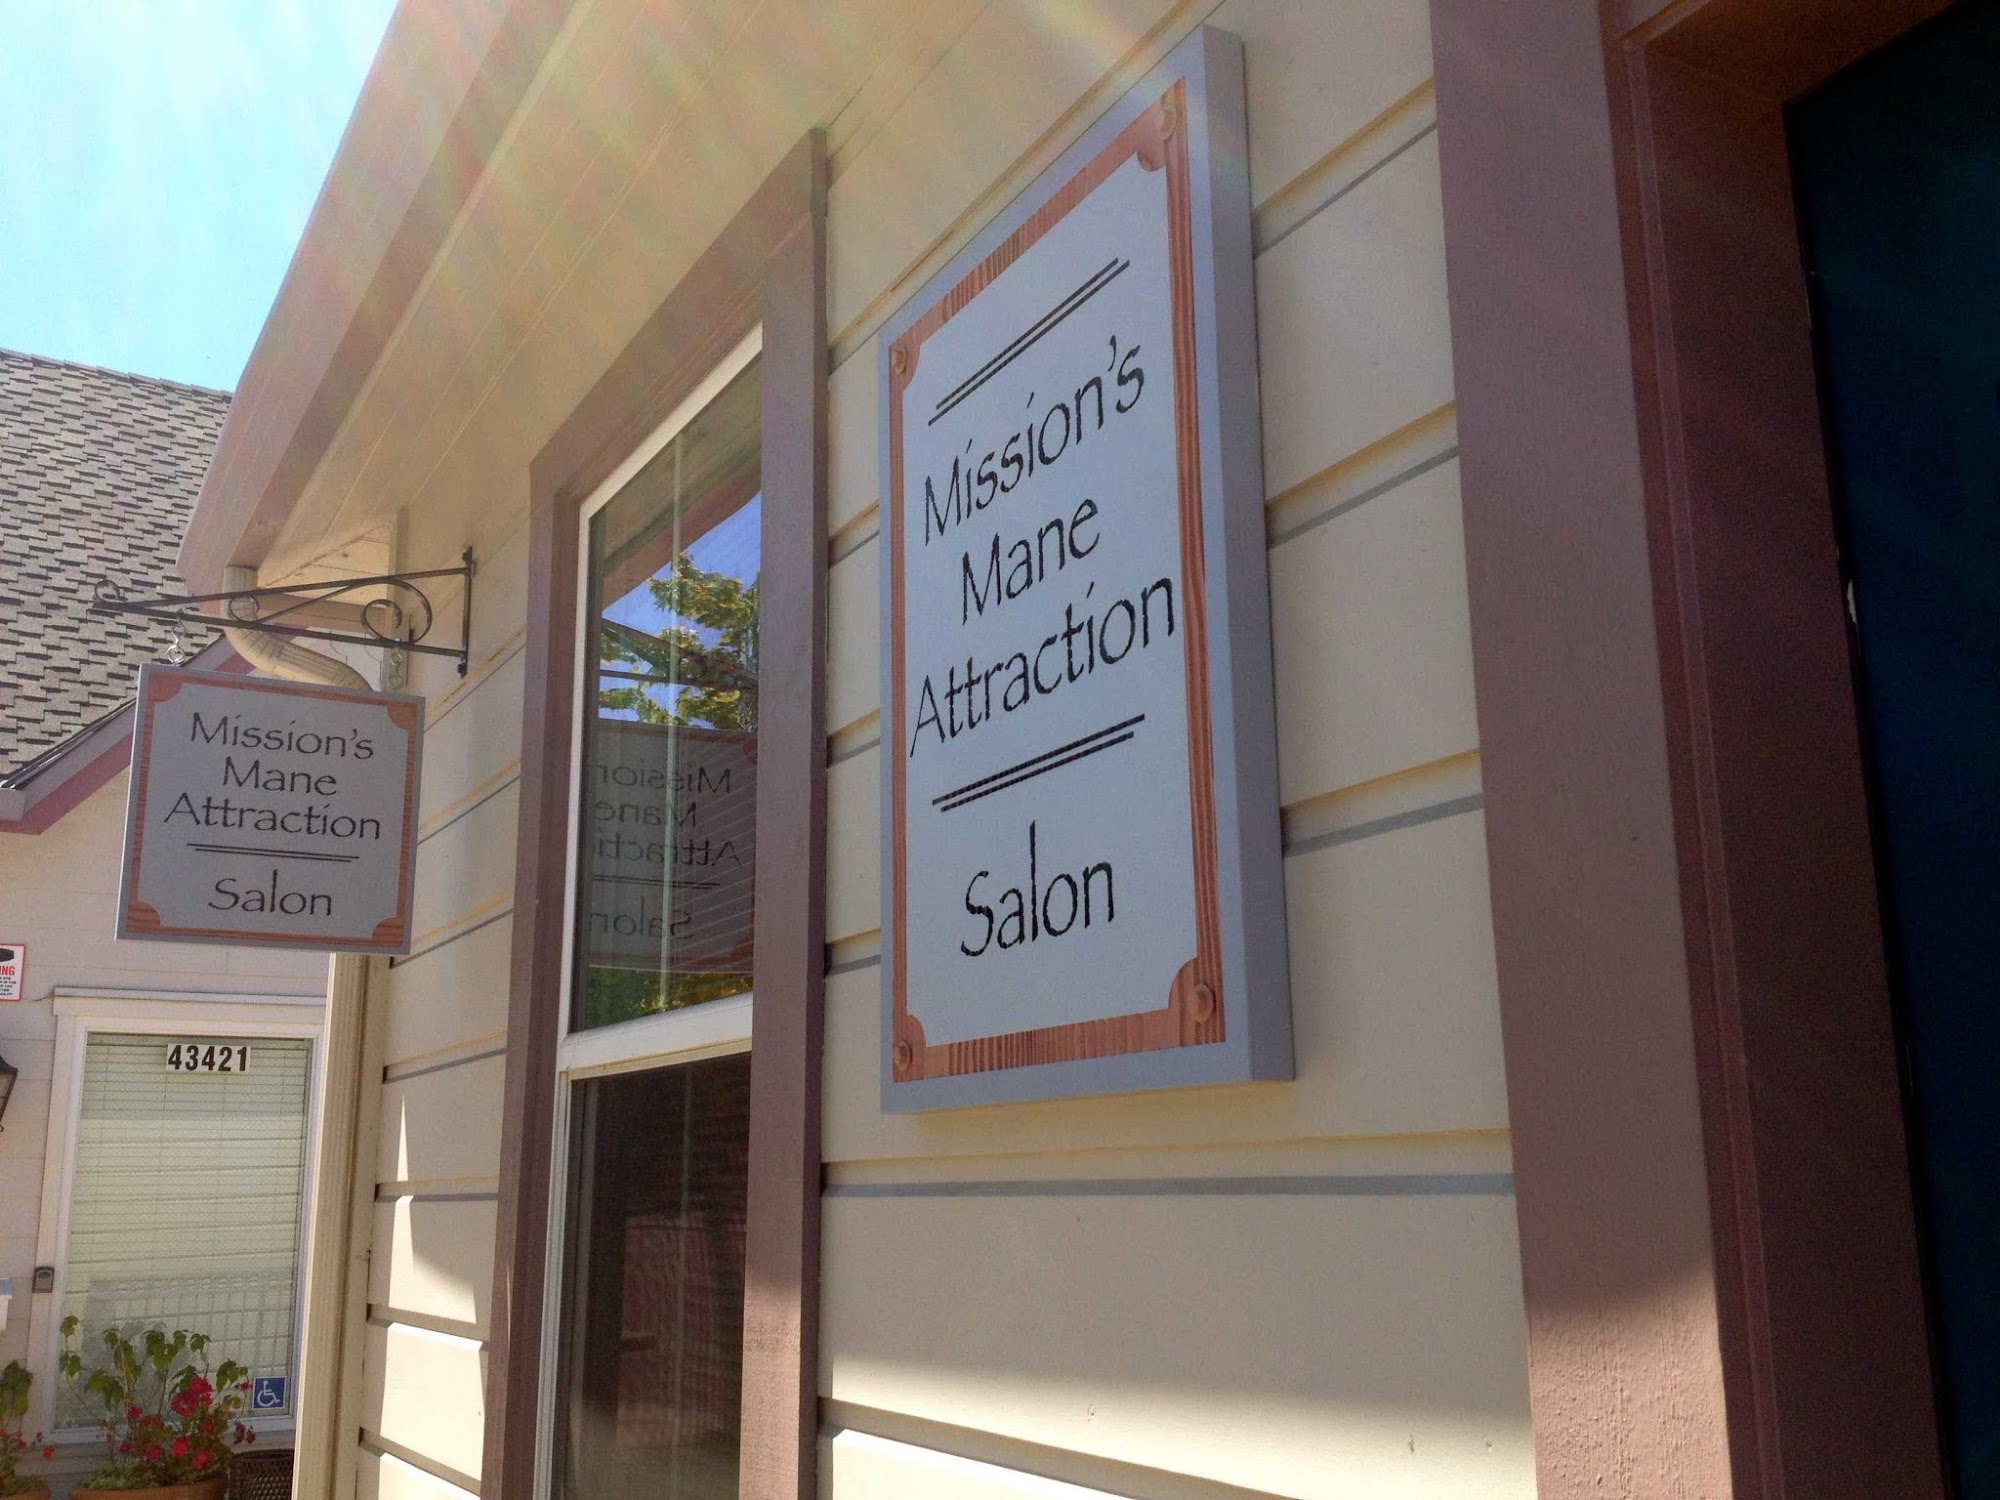 Mission's
Mane
Attraction
Salon
Mission's
Mane
Attraction
Salon
43421